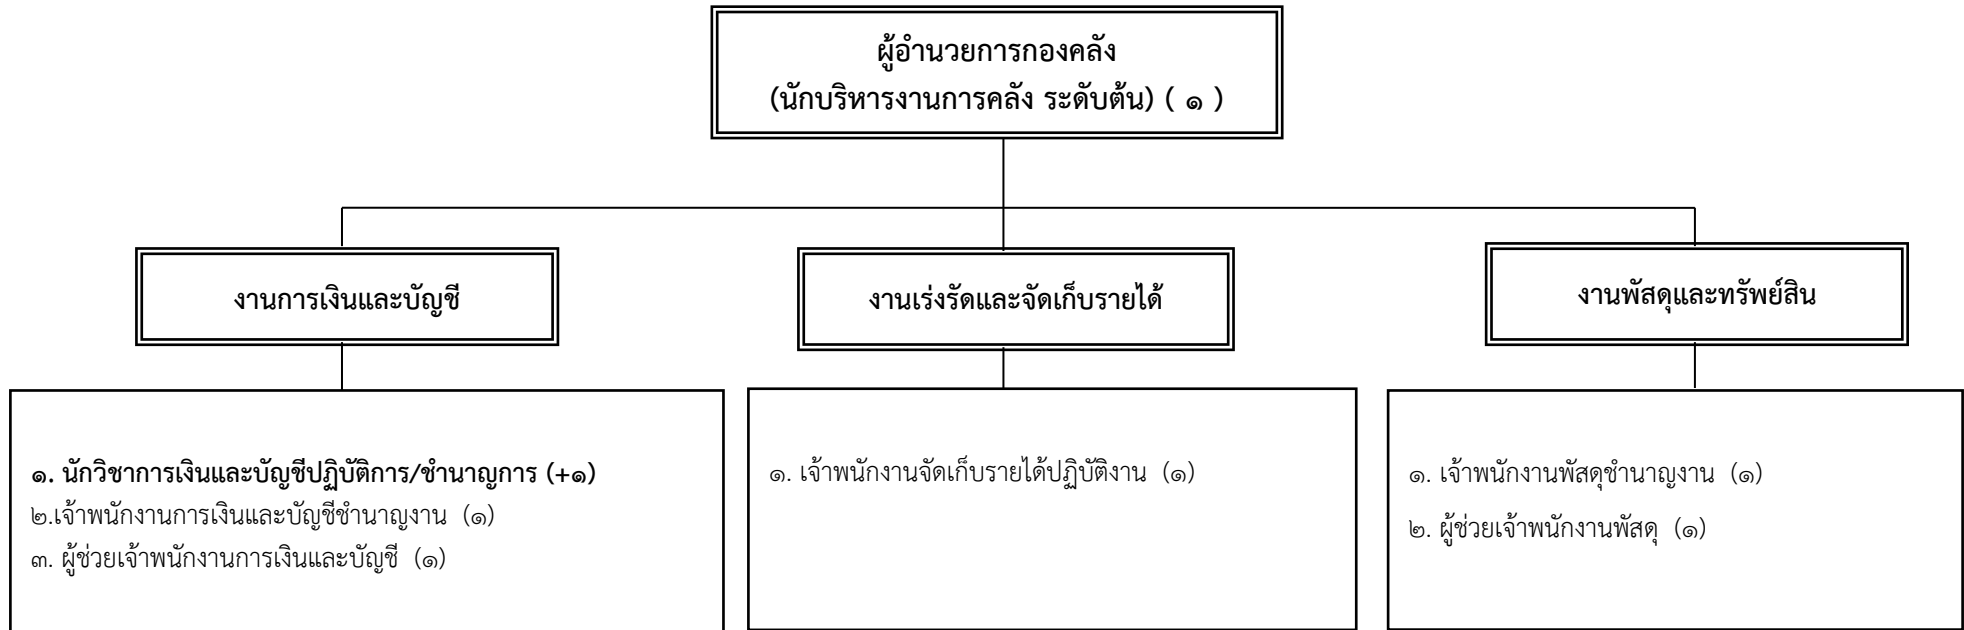 ผู้อำนวยการกองคลัง
(นักบริหารงานการคลัง ระดับต้น) ( ๑ )
งานการเงินและบัญชี
๑. นักวิชาการเงินและบัญชีปฏิบัติการ/ชำนาญการ (+๑)
๒.เจ้าพนักงานการเงินและบัญชีชำนาญงาน (๑)
๓. ผู้ช่วยเจ้าพนักงานการเงินและบัญชี (๑)
งานเร่งรัดและจัดเก็บรายได้
๑. เจ้าพนักงานจัดเก็บรายได้ปฏิบัติงาน (๑)
งานพัสดุและทรัพย์สิน
๑. เจ้าพนักงานพัสดุชำนาญงาน (๑)
๒. ผู้ช่วยเจ้าพนักงานพัสดุ (๑)